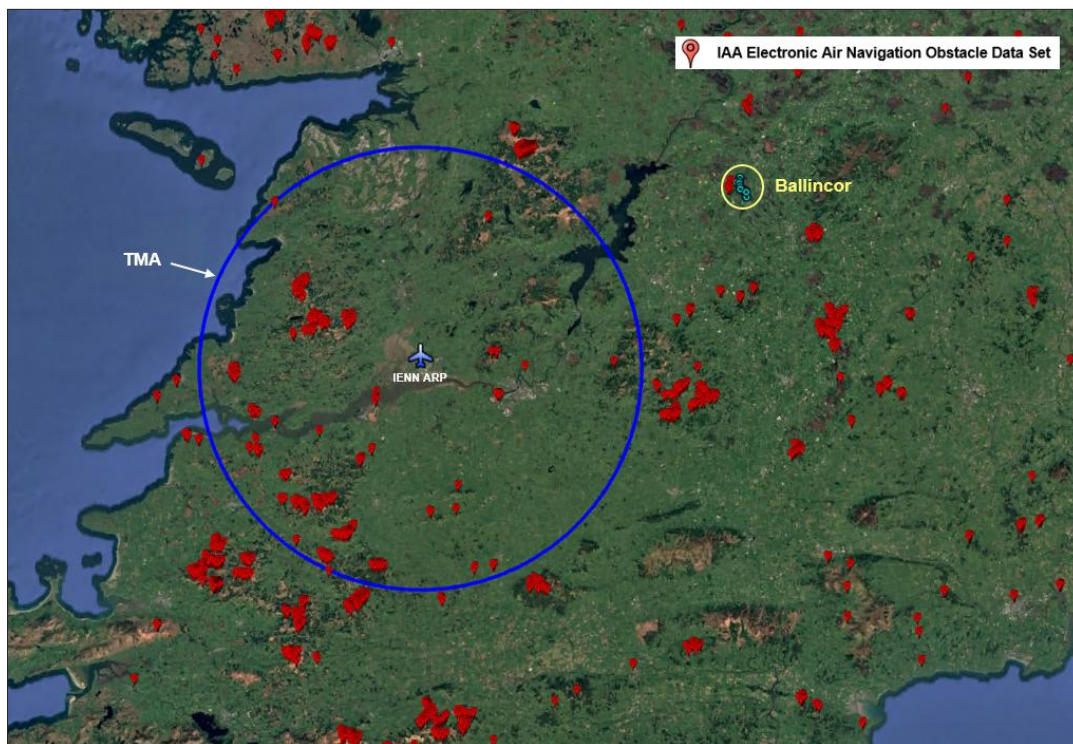 IAA Electronic Air Navigation Obstacle Data Set
Ballincor
TMA
IENN ARP